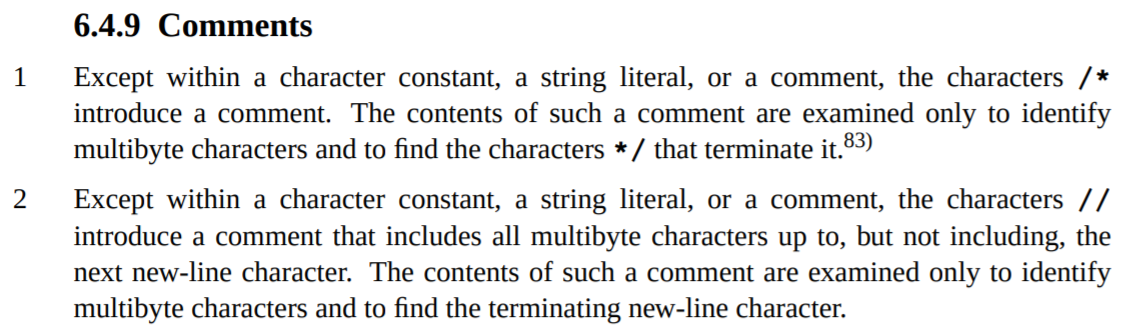 6.4.9 Comments
1 Except within a character constant, a string literal, or a comment, the characters /*
introduce a comment. The contents of such a comment are examined only to identify
multibyte characters and to find the characters */ that terminate it.83)
2 Except within a character constant, a string literal, or a comment, the characters //
introduce a comment that includes all multibyte characters up to, but not including, the
next new-line character. The contents of such a comment are examined only to identify
multibyte characters and to find the terminating new-line character.